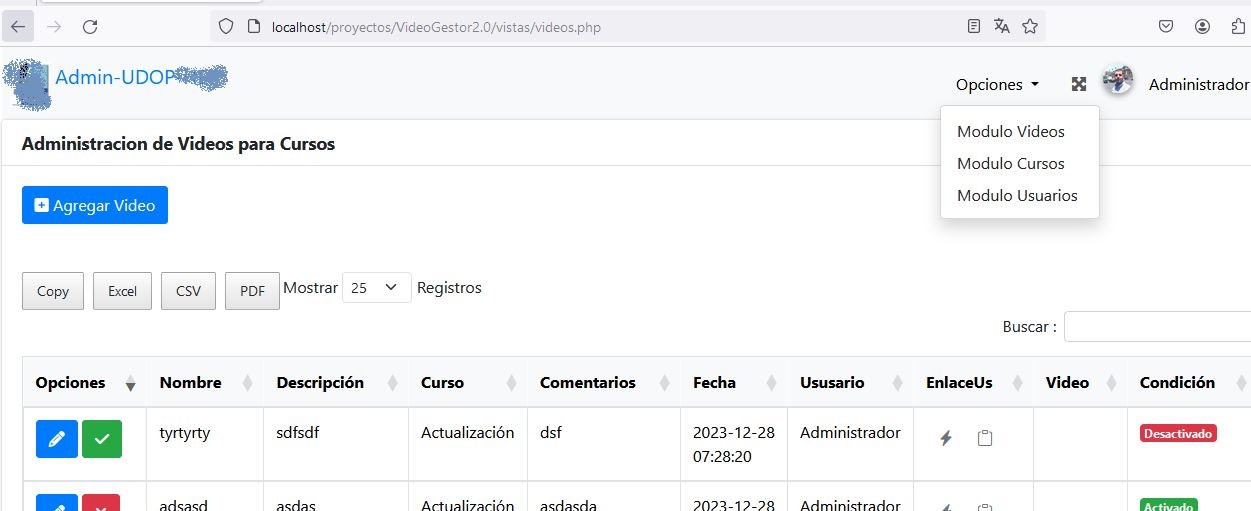 localhost/proyectos/VideoGestor2.0/vistas/videos.php
Admin-UDOP
Opciones
Administrador
Modulo Videos
Modulo Cursos
Modulo Usuarios
Administracion de Videos para Cursos
Agregar Video
Copy Excel CSV PDF Mostrar 25 Registros
Buscar :
Opciones Nombre Descripción Curso Comentarios Fecha Ususario EnlaceUs Video Condición
tyrtyrty sdfsdf Actualización dsf 2023-12-28 Administrador Desactivado
07:28:20
adsasd asdas Actualización asdasda 2023-12-28 Administrador Activado